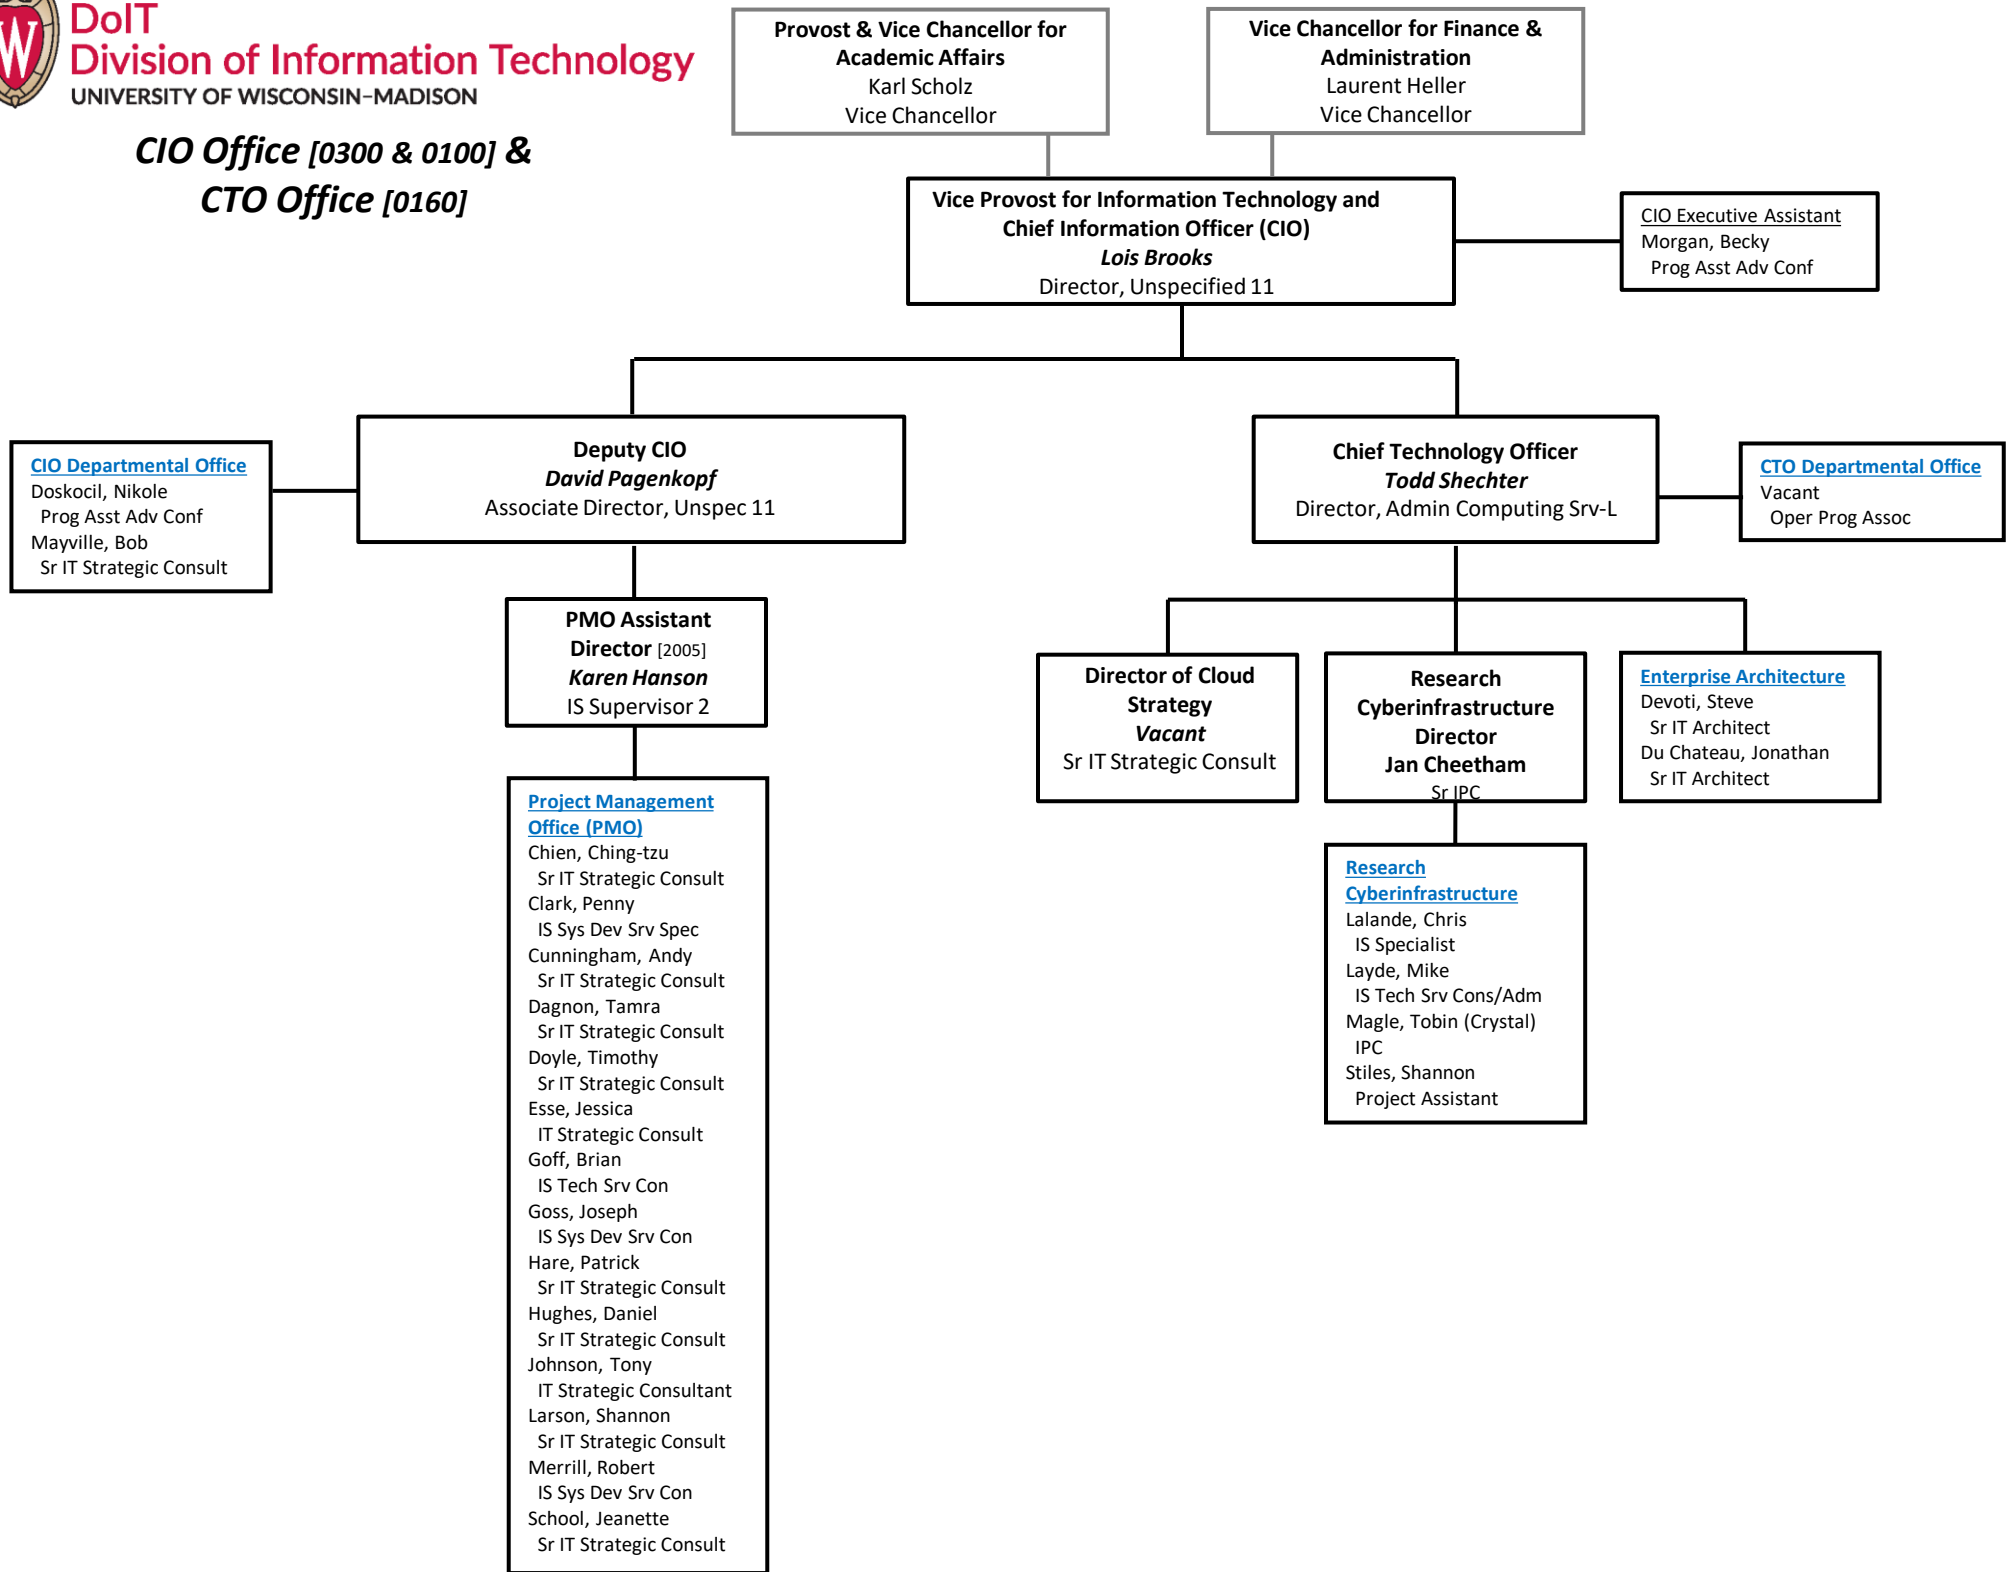 W
DoIT
Division of Information Technology
UNIVERSITY OF WISCONSIN–MADISON
CIO Office [0300 & 0100] &
CTO Office [0160]
Provost & Vice Chancellor for
Academic Affairs
Karl Scholz
Vice Chancellor
Vice Chancellor for Finance &
Administration
Laurent Heller
Vice Chancellor
Vice Provost for Information Technology and
Chief Information Officer (CIO)
Lois Brooks
Director, Unspecified 11
CIO Executive Assistant
Morgan, Becky
Prog Asst Adv Conf
CIO Departmental Office
Doskocil, Nikole
Prog Asst Adv Conf
Mayville, Bob
Sr IT Strategic Consult
Deputy CIO
David Pagenkopf
Associate Director, Unspec 11
Chief Technology Officer
Todd Shechter
Director, Admin Computing Srv-L
CTO Departmental Office
Vacant
Oper Prog Assoc
PMO Assistant
Director [2005]
Karen Hanson
IS Supervisor 2
Project Management
Office (PMO)
Chien, Ching-tzu
Sr IT Strategic Consult
Clark, Penny
IS Sys Dev Srv Spec
Cunningham, Andy
Sr IT Strategic Consult
Dagnon, Tamra
Sr IT Strategic Consult
Doyle, Timothy
Sr IT Strategic Consult
Esse, Jessica
IT Strategic Consult
Goff, Brian
IS Tech Srv Con
Goss, Joseph
IS Sys Dev Srv Con
Hare, Patrick
Sr IT Strategic Consult
Hughes, Daniel
Sr IT Strategic Consult
Johnson, Tony
IT Strategic Consultant
Larson, Shannon
Sr IT Strategic Consult
Merrill, Robert
IS Sys Dev Srv Con
School, Jeanette
Sr IT Strategic Consult
Director of Cloud
Strategy
Vacant
Sr IT Strategic Consult
Research
Cyberinfrastructure
Director
Jan Cheetham
Sr IPC
Enterprise Architecture
Devoti, Steve
Sr IT Architect
Du Chateau, Jonathan
Sr IT Architect
Research
Cyberinfrastructure
Lalande, Chris
IS Specialist
Layde, Mike
IS Tech Srv Cons/Adm
Magle, Tobin (Crystal)
IPC
Stiles, Shannon
Project Assistant